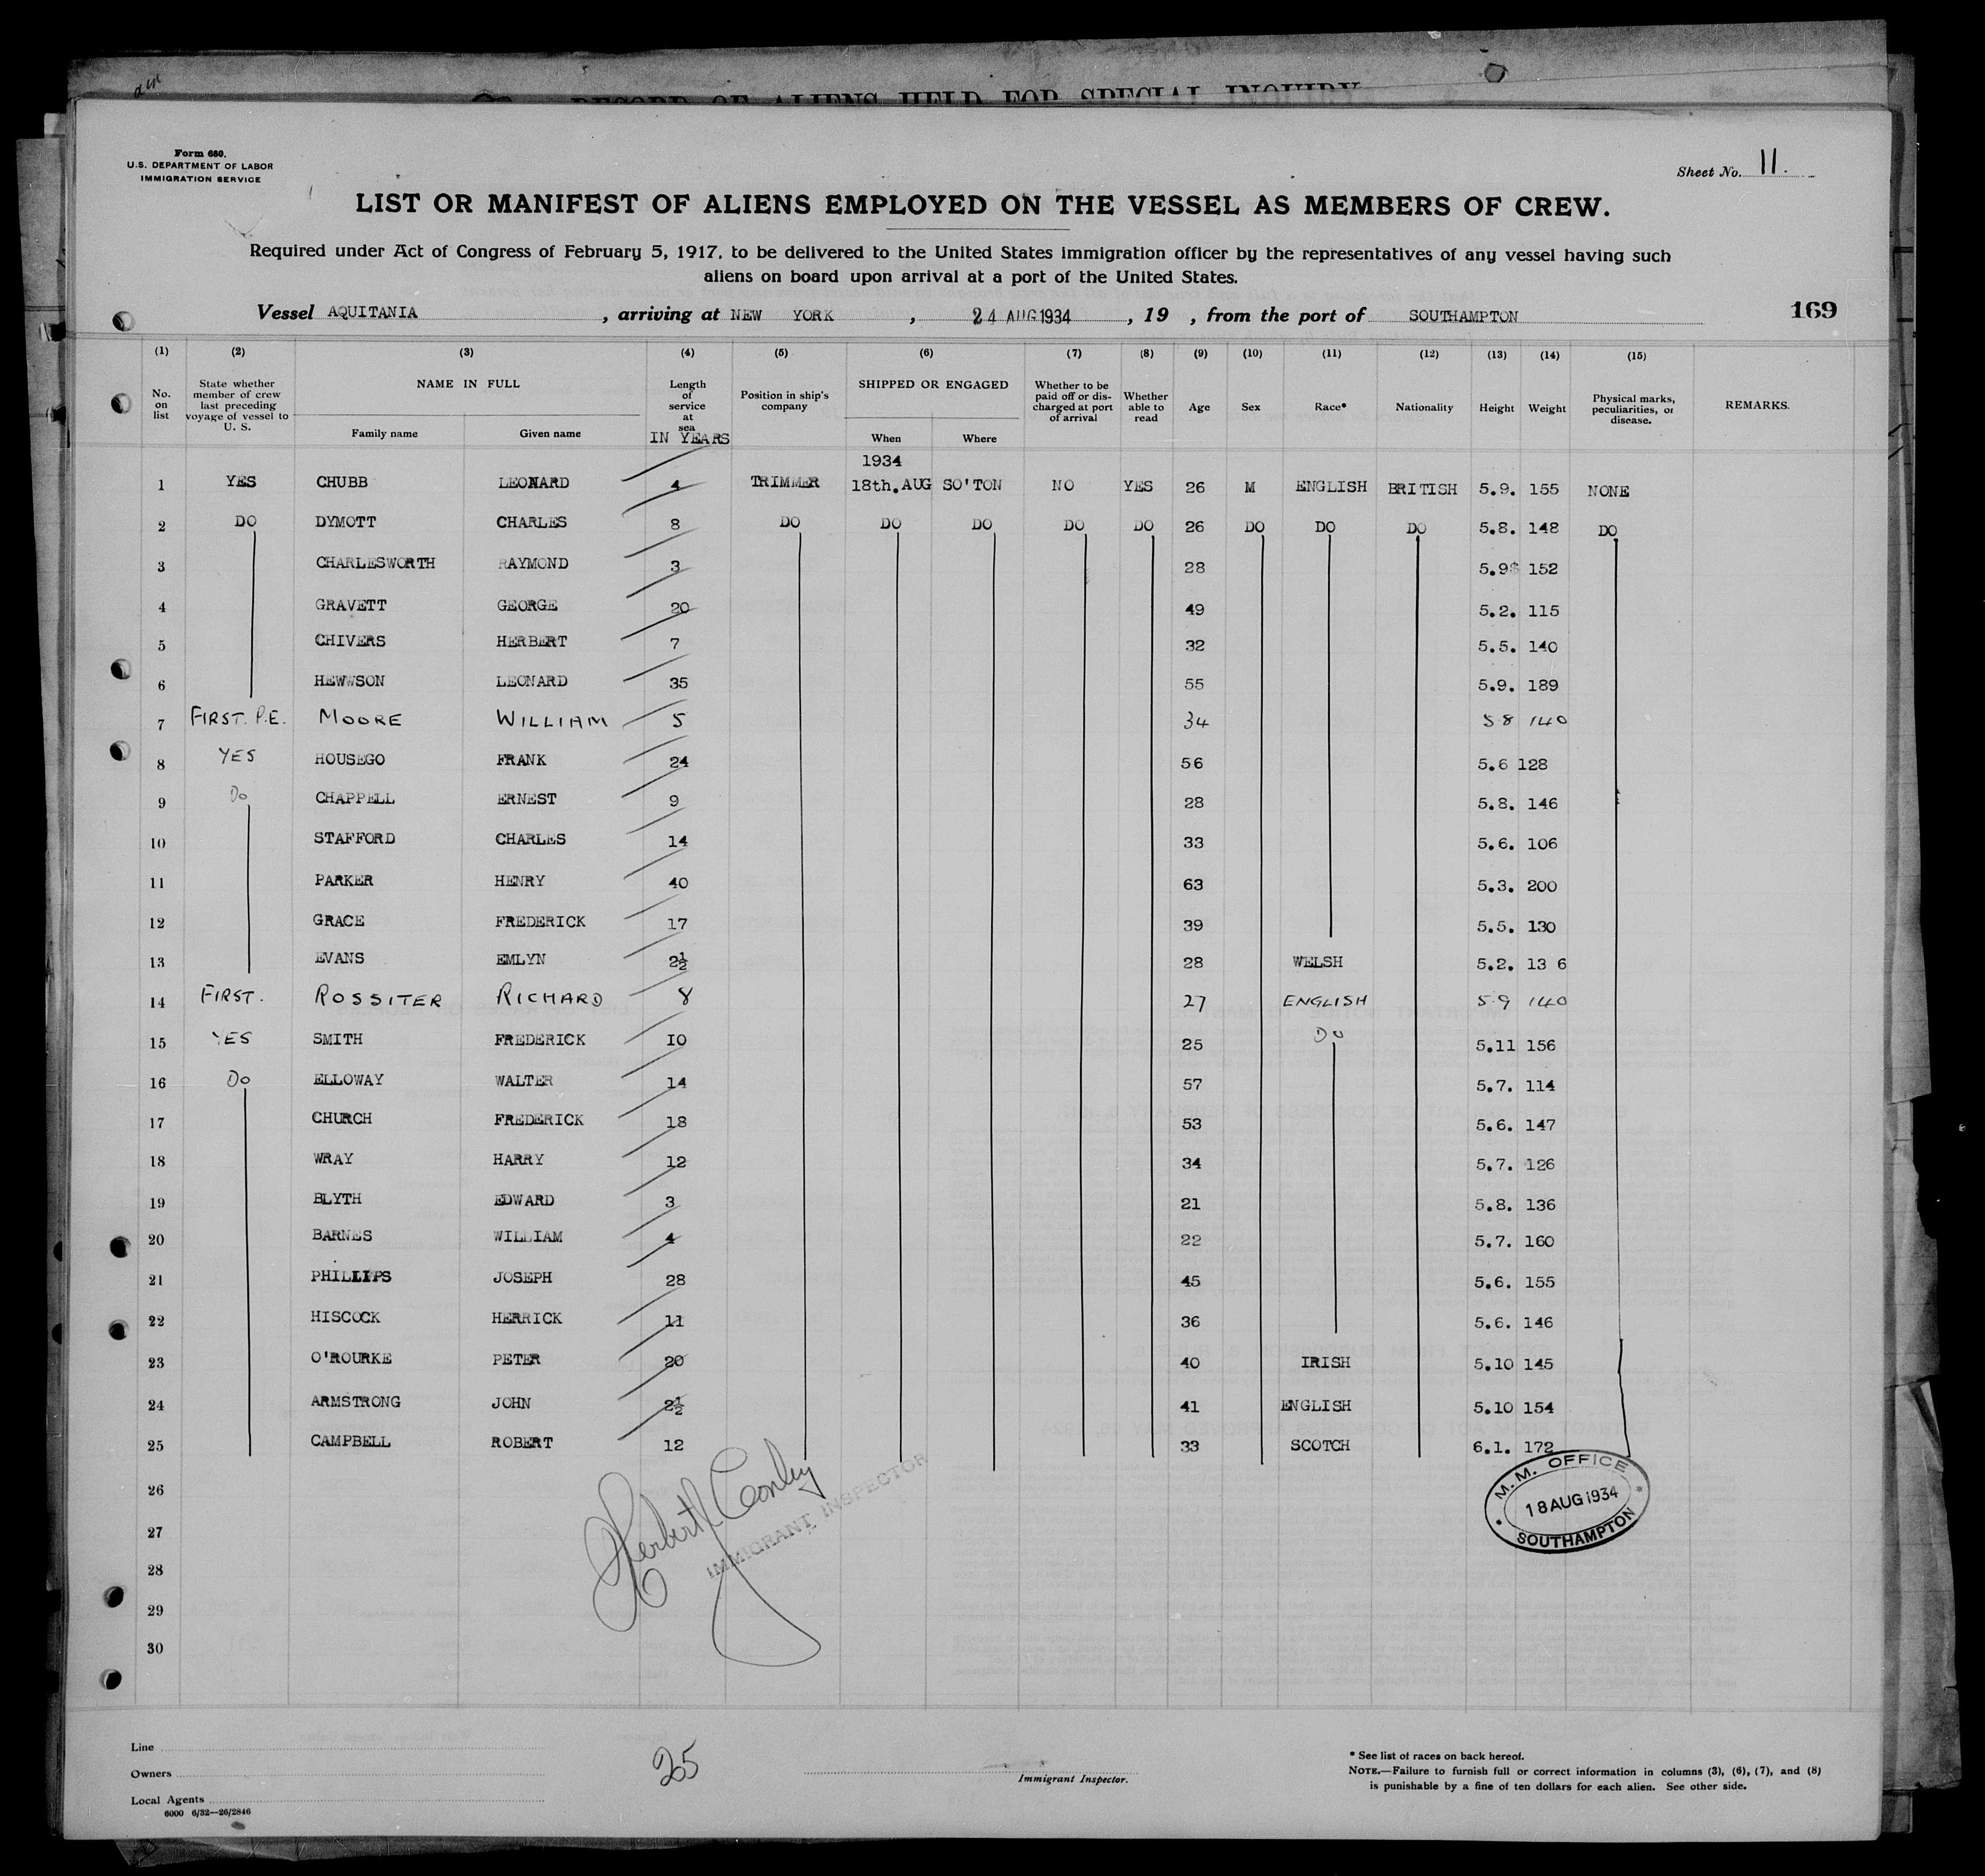 RECORD OF ALIENS HELD FOR SPECIAL INQUIRY
Form 680.
U.S. DEPARTMENT OF LABOR
IMMIGRATION SERVICE
Sheet No. 11.
LIST OR MANIFEST OF ALIENS EMPLOYED ON THE VESSEL AS MEMBERS OF CREW.
Required under Act of Congress of February 5, 1917, to be delivered to the United States immigration officer by the representatives of any vessel having such
aliens on board upon arrival at a port of the United States.
Vessel AQUITANIA , arriving at NEW YORK , 24 AUG 1934 , 19 , from the port of SOUTHAMPTON 169
(1) (2) (3) (4) (5) (6) (7) (8) (9) (10) (11) (12) (13) (14) (15)
No. on list
State whether member of crew last preceding voyage of vessel to U. S.
NAME IN FULL
Family name Given name
Length of service at sea
IN YEARS
Position in ship's company
SHIPPED OR ENGAGED
When Where
Whether to be paid off or discharged at port of arrival
Whether able to read
Age
Sex
Race*
Nationality
Height
Weight
Physical marks, peculiarities, or disease.
REMARKS.
1934
1 YES CHUBB LEONARD 4 TRIMMER 18th.AUG SO'TON NO YES 26 M ENGLISH BRITISH 5.9. 155 NONE
2 DO DYMOTT CHARLES 8 DO DO DO DO DO 26 DO DO DO 5.8. 148 DO
3 CHARLESWORTH RAYMOND 3 28 5.9 152
4 GRAVETT GEORGE 20 49 5.2. 115
5 CHIVERS HERBERT 7 32 5.5. 140
6 HEWWSON LEONARD 35 55 5.9. 189
7 FIRST. P.E. MOORE WILLIAM 5 34 5 8 140
8 YES HOUSEGO FRANK 24 56 5.6 128
9 Do CHAPPELL ERNEST 9 28 5.8. 146
10 STAFFORD CHARLES 14 33 5.6. 106
11 PARKER HENRY 40 63 5.3. 200
12 GRACE FREDERICK 17 39 5.5. 130
13 EVANS EMLYN 2½ 28 WELSH 5.2. 13 6
14 FIRST. ROSSITER RICHARD 8 27 ENGLISH 5 9 140
15 YES SMITH FREDERICK IO 25 Do 5.11 156
16 Do ELLOWAY WALTER 14 57 5.7. 114
17 CHURCH FREDERICK 18 53 5.6. 147
18 WRAY HARRY 12 34 5.7. 126
19 BLYTH EDWARD 3 21 5.8. 136
20 BARNES WILLIAM 4 22 5.7. 160
21 PHILLIPS JOSEPH 28 45 5.6. 155
22 HISCOCK HERRICK 11 36 5.6. 146
23 O'ROURKE PETER 20 40 IRISH 5.10 145
24 ARMSTRONG JOHN 2½ 41 ENGLISH 5.10 154
25 CAMPBELL ROBERT 12 33 SCOTCH 6.1. 172
26
27
28
29
30
Herbert Conley
IMMIGRANT INSPECTOR
M. M. OFFICE
18 AUG 1934
SOUTHAMPTON
Line
Owners
Local Agents
6000 6/32—26/2846
25
Immigrant Inspector.
* See list of races on back hereof.
NOTE.—Failure to furnish full or correct information in columns (3), (6), (7), and (8)
is punishable by a fine of ten dollars for each alien. See other side.